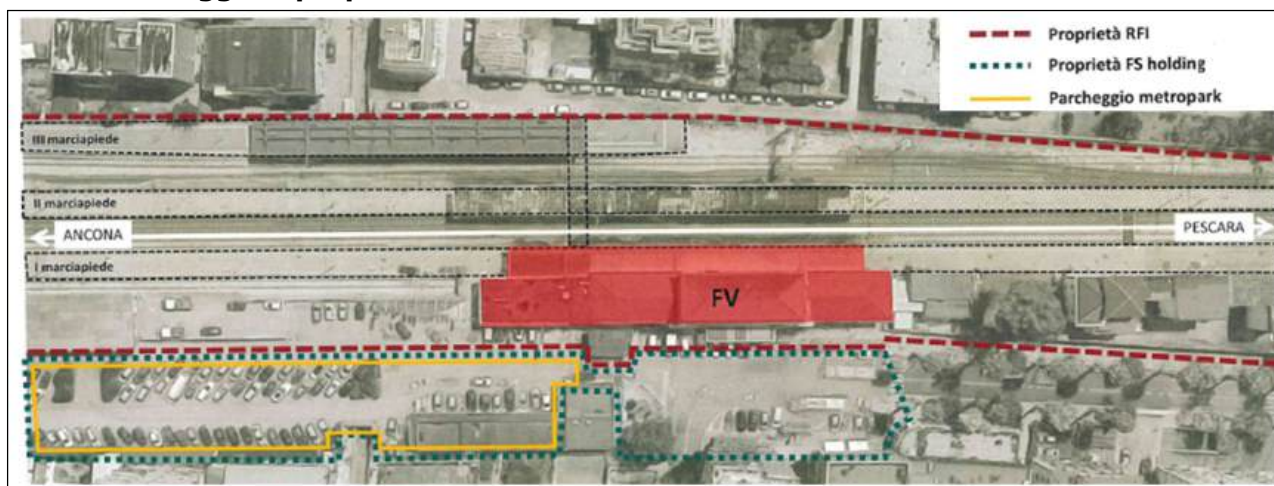 Proprietà RFI
Proprietà FS holding
Parcheggio metropark
III marciapiede
II marciapiede
ANCONA
PESCARA
I marciapiede
FV